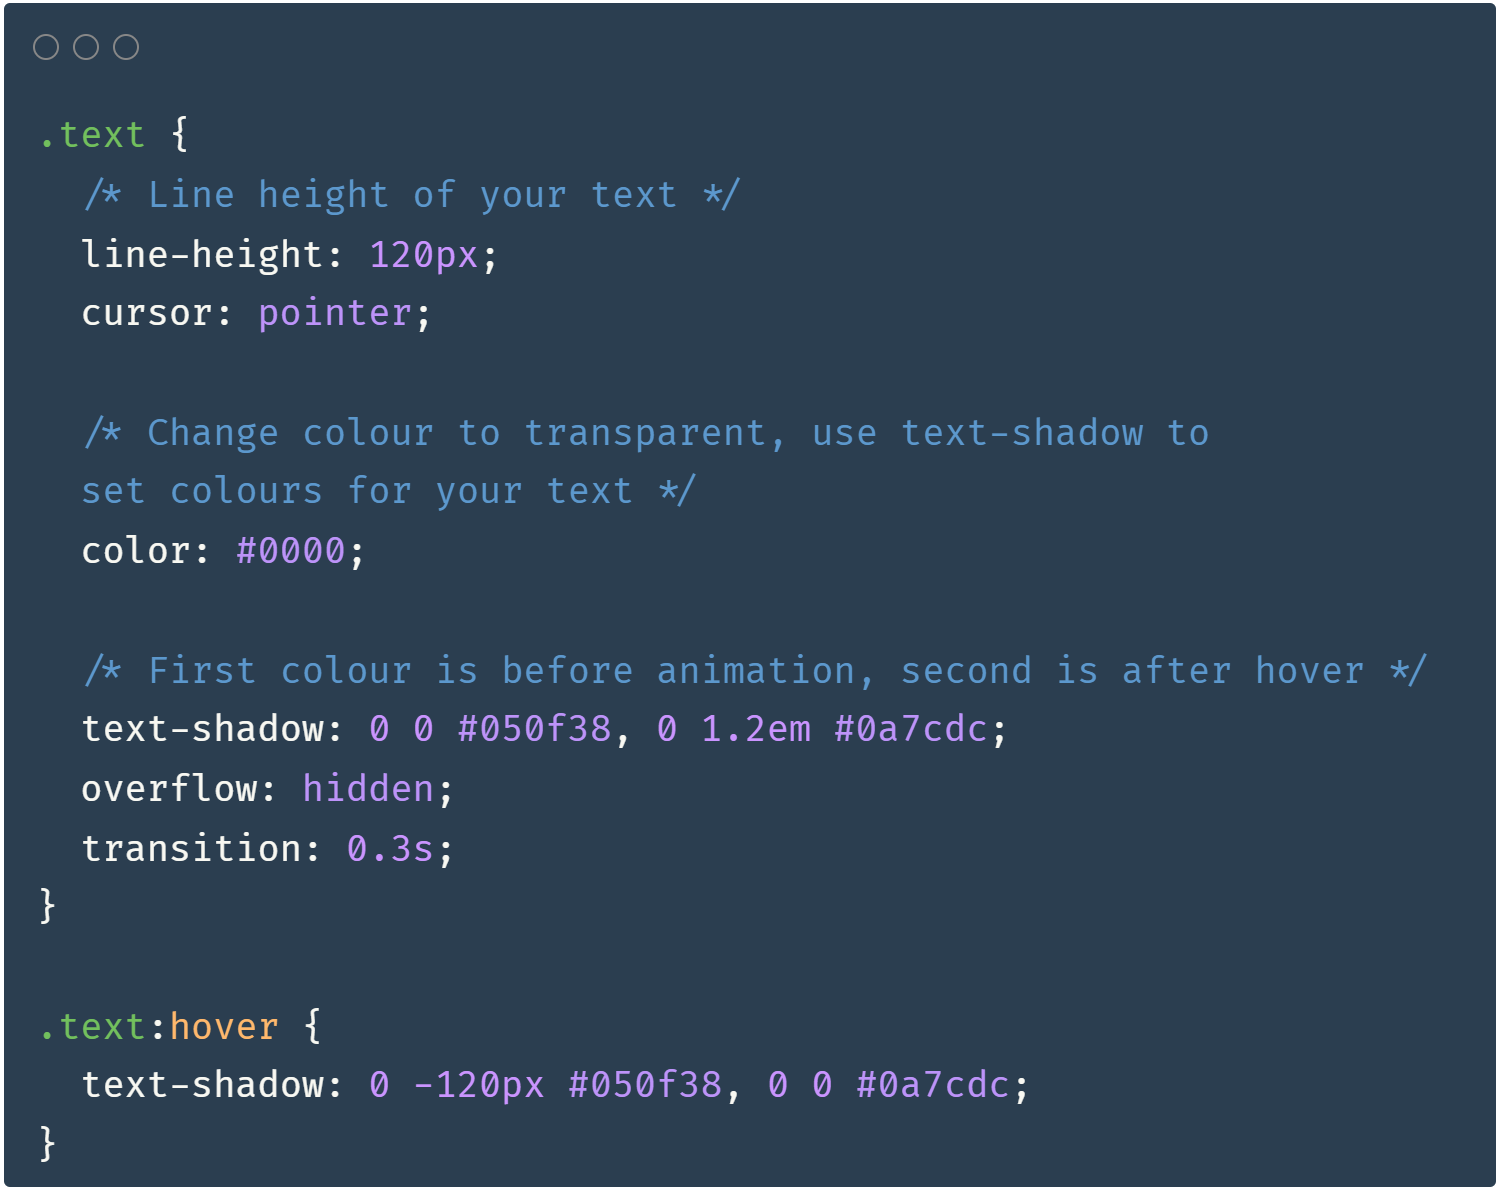 .text {
  /* Line height of your text */
  line-height: 120px;
  cursor: pointer;

  /* Change colour to transparent, use text-shadow to
  set colours for your text */
  color: #0000;

  /* First colour is before animation, second is after hover */
  text-shadow: 0 0 #050f38, 0 1.2em #0a7cdc;
  overflow: hidden;
  transition: 0.3s;
}

.text:hover {
  text-shadow: 0 -120px #050f38, 0 0 #0a7cdc;
}